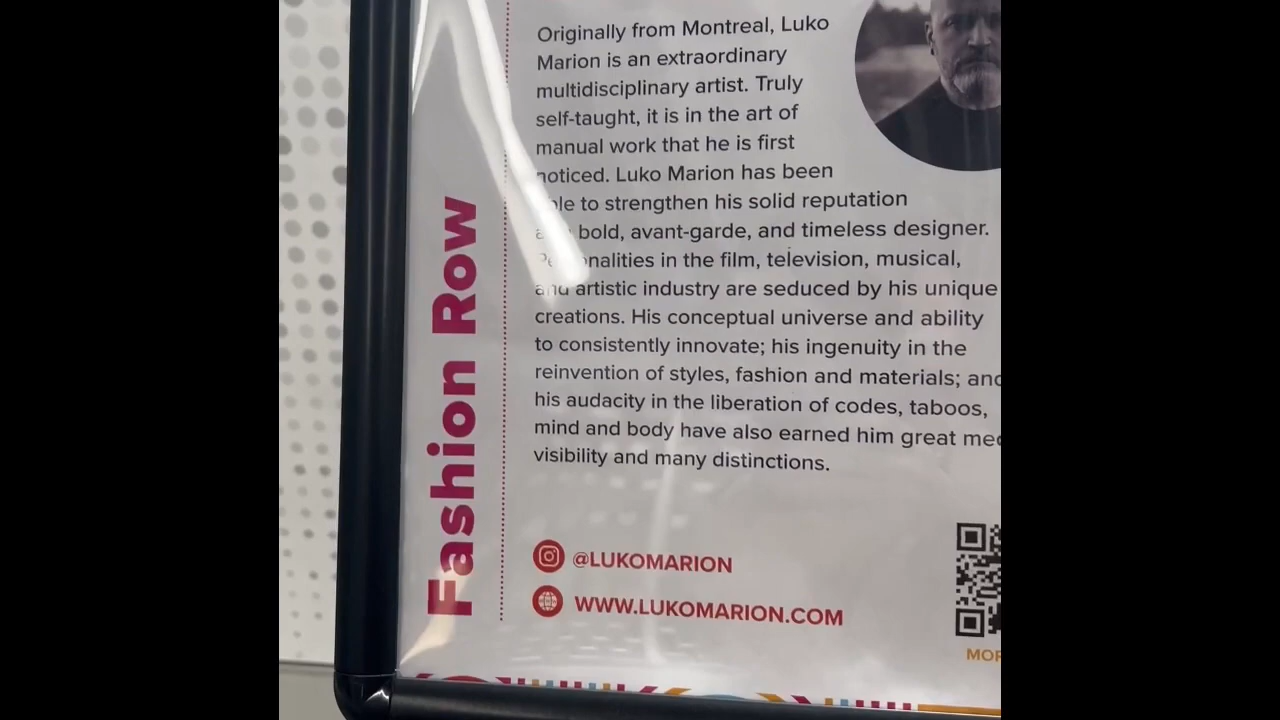 Originally from Montreal, Luko
Marion is an extraordinary
multidisciplinary artist. Truly
self-taught, it is in the art of
manual work that he is first
noticed. Luko Marion has been
to strengthen his solid reputation
bold, avant-garde, and timeless designer.
in the film, television, musical,
and artistic industry are seduced by his unique
creations. His conceptual universe and ability
to consistently innovate; his ingenuity in the
reinvention of styles, fashion and materials; and
his audacity in the liberation of codes, taboos,
mind and body have also earned him great
visibility and many distinctions.
@LUKOMARION
WWW.LUKOMARION.COM
Fashion Row